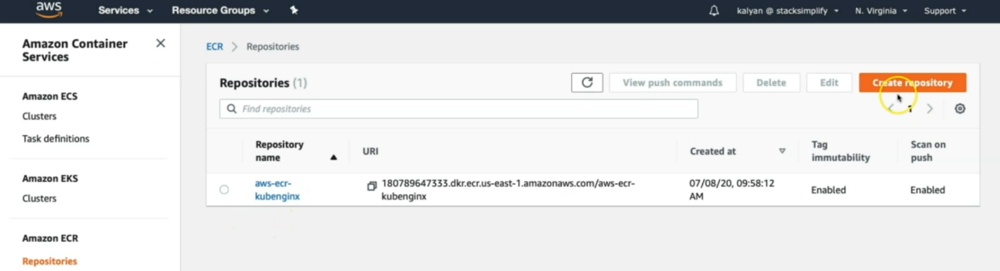 aws
Services
Resource Groups
kalyan @ stacksimplify
N. Virginia
Support
Amazon Container
Services
Amazon ECS
Clusters
Task definitions
Amazon EKS
Clusters
Amazon ECR
Repositories
ECR > Repositories
Repositories (1)
View push commands
Delete
Edit
Create repository
Find repositories
1
Repository
name
URI
Created at
Tag
immutability
Scan on
push
aws-ecr-
kubenginx
180789647333.dkr.ecr.us-east-1.amazonaws.com/aws-ecr-
kubenginx
07/08/20, 09:58:12
AM
Enabled
Enabled